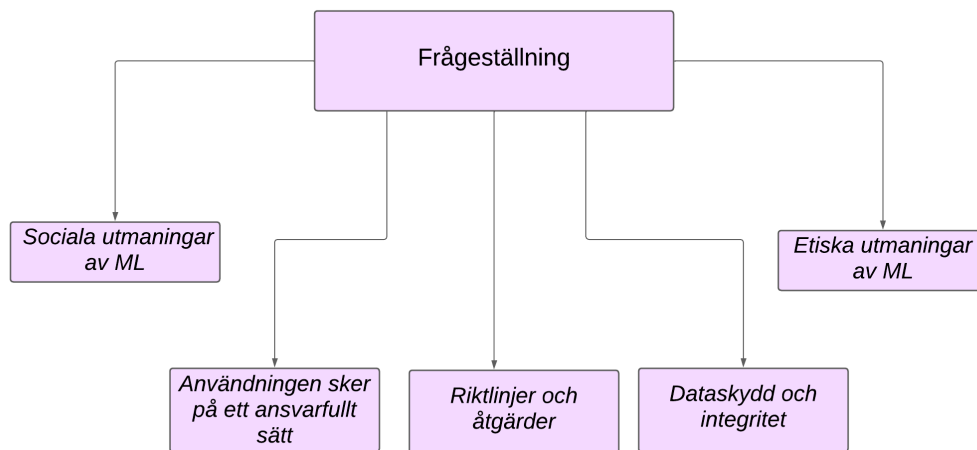 Frågeställning
Sociala utmaningar
av ML
Etiska utmaningar
av ML
Användningen sker
på ett ansvarfullt
sätt
Riktlinjer och
åtgärder
Dataskydd och
integritet